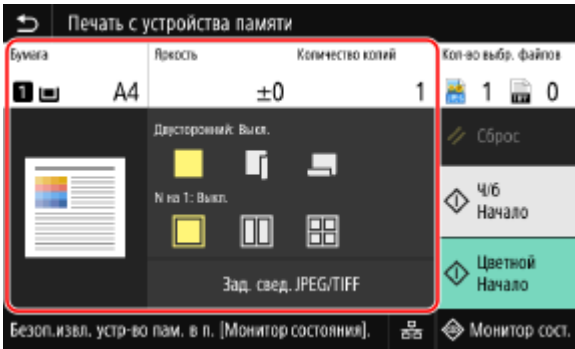 Печать с устройства памяти
Бумага
Яркость
Количество копий
Кол-во выбр. файлов
1
A4
±0
1
JPEG
1
0
Двусторонний: Выкл.
N на 1: Выкл.
Зад. свед. JPEG/TIFF
Сброс
Ч/б
Начало
Цветной
Начало
Безоп.извл. устр-во пам. в п. [Монитор состояния].
Монитор сост.